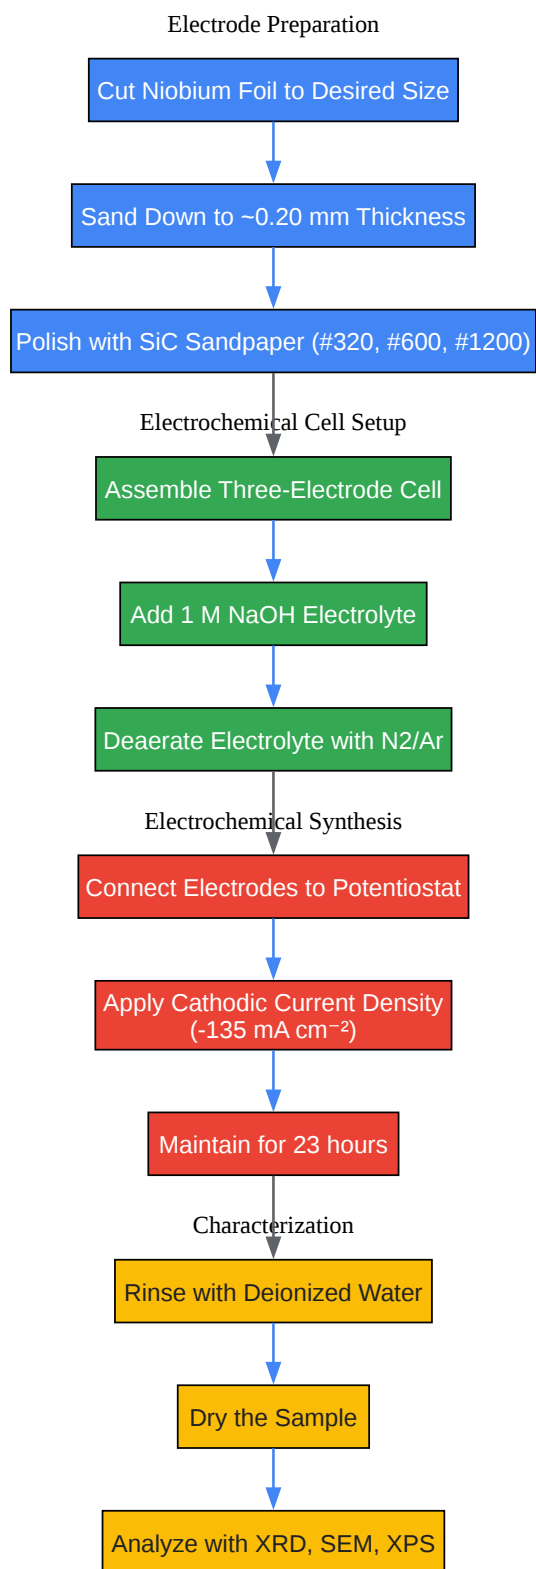 Electrode Preparation
Cut Niobium Foil to Desired Size
Sand Down to ~0.20 mm Thickness
Polish with SiC Sandpaper (#320, #600, #1200)
Electrochemical Cell Setup
Assemble Three-Electrode Cell
Add 1 M NaOH Electrolyte
Deaerate Electrolyte with N2/Ar
Electrochemical Synthesis
Connect Electrodes to Potentiostat
Apply Cathodic Current Density
(-135 mA cm⁻²)
Maintain for 23 hours
Characterization
Rinse with Deionized Water
Dry the Sample
Analyze with XRD, SEM, XPS